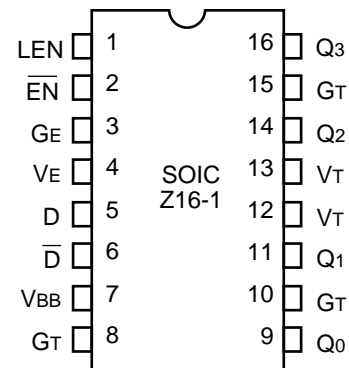 LEN 1 16 Q3
E̅N̅ 2 15 GT
GE 3 14 Q2
VE 4 13 VT
SOIC
Z16-1
D 5 12 VT
D̅ 6 11 Q1
VBB 7 10 GT
GT 8 9 Q0